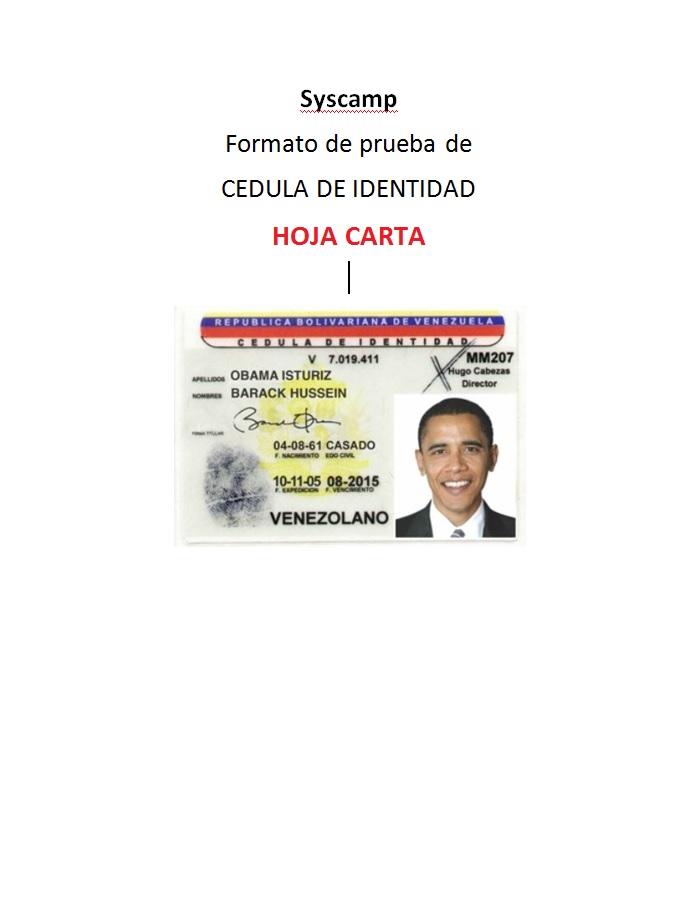 Syscamp
Formato de prueba de
CEDULA DE IDENTIDAD
HOJA CARTA
REPUBLICA BOLIVARIANA DE VENEZUELA
CEDULA DE IDENTIDAD
V 7.019.411 MM207
Hugo Cabezas
Director
APELLIDOS OBAMA ISTURIZ
NOMBRES BARACK HUSSEIN
FIRMA TITULAR
04-08-61 CASADO
F. NACIMIENTO EDO CIVIL
10-11-05 08-2015
F. EXPEDICION F. VENCIMIENTO
VENEZOLANO